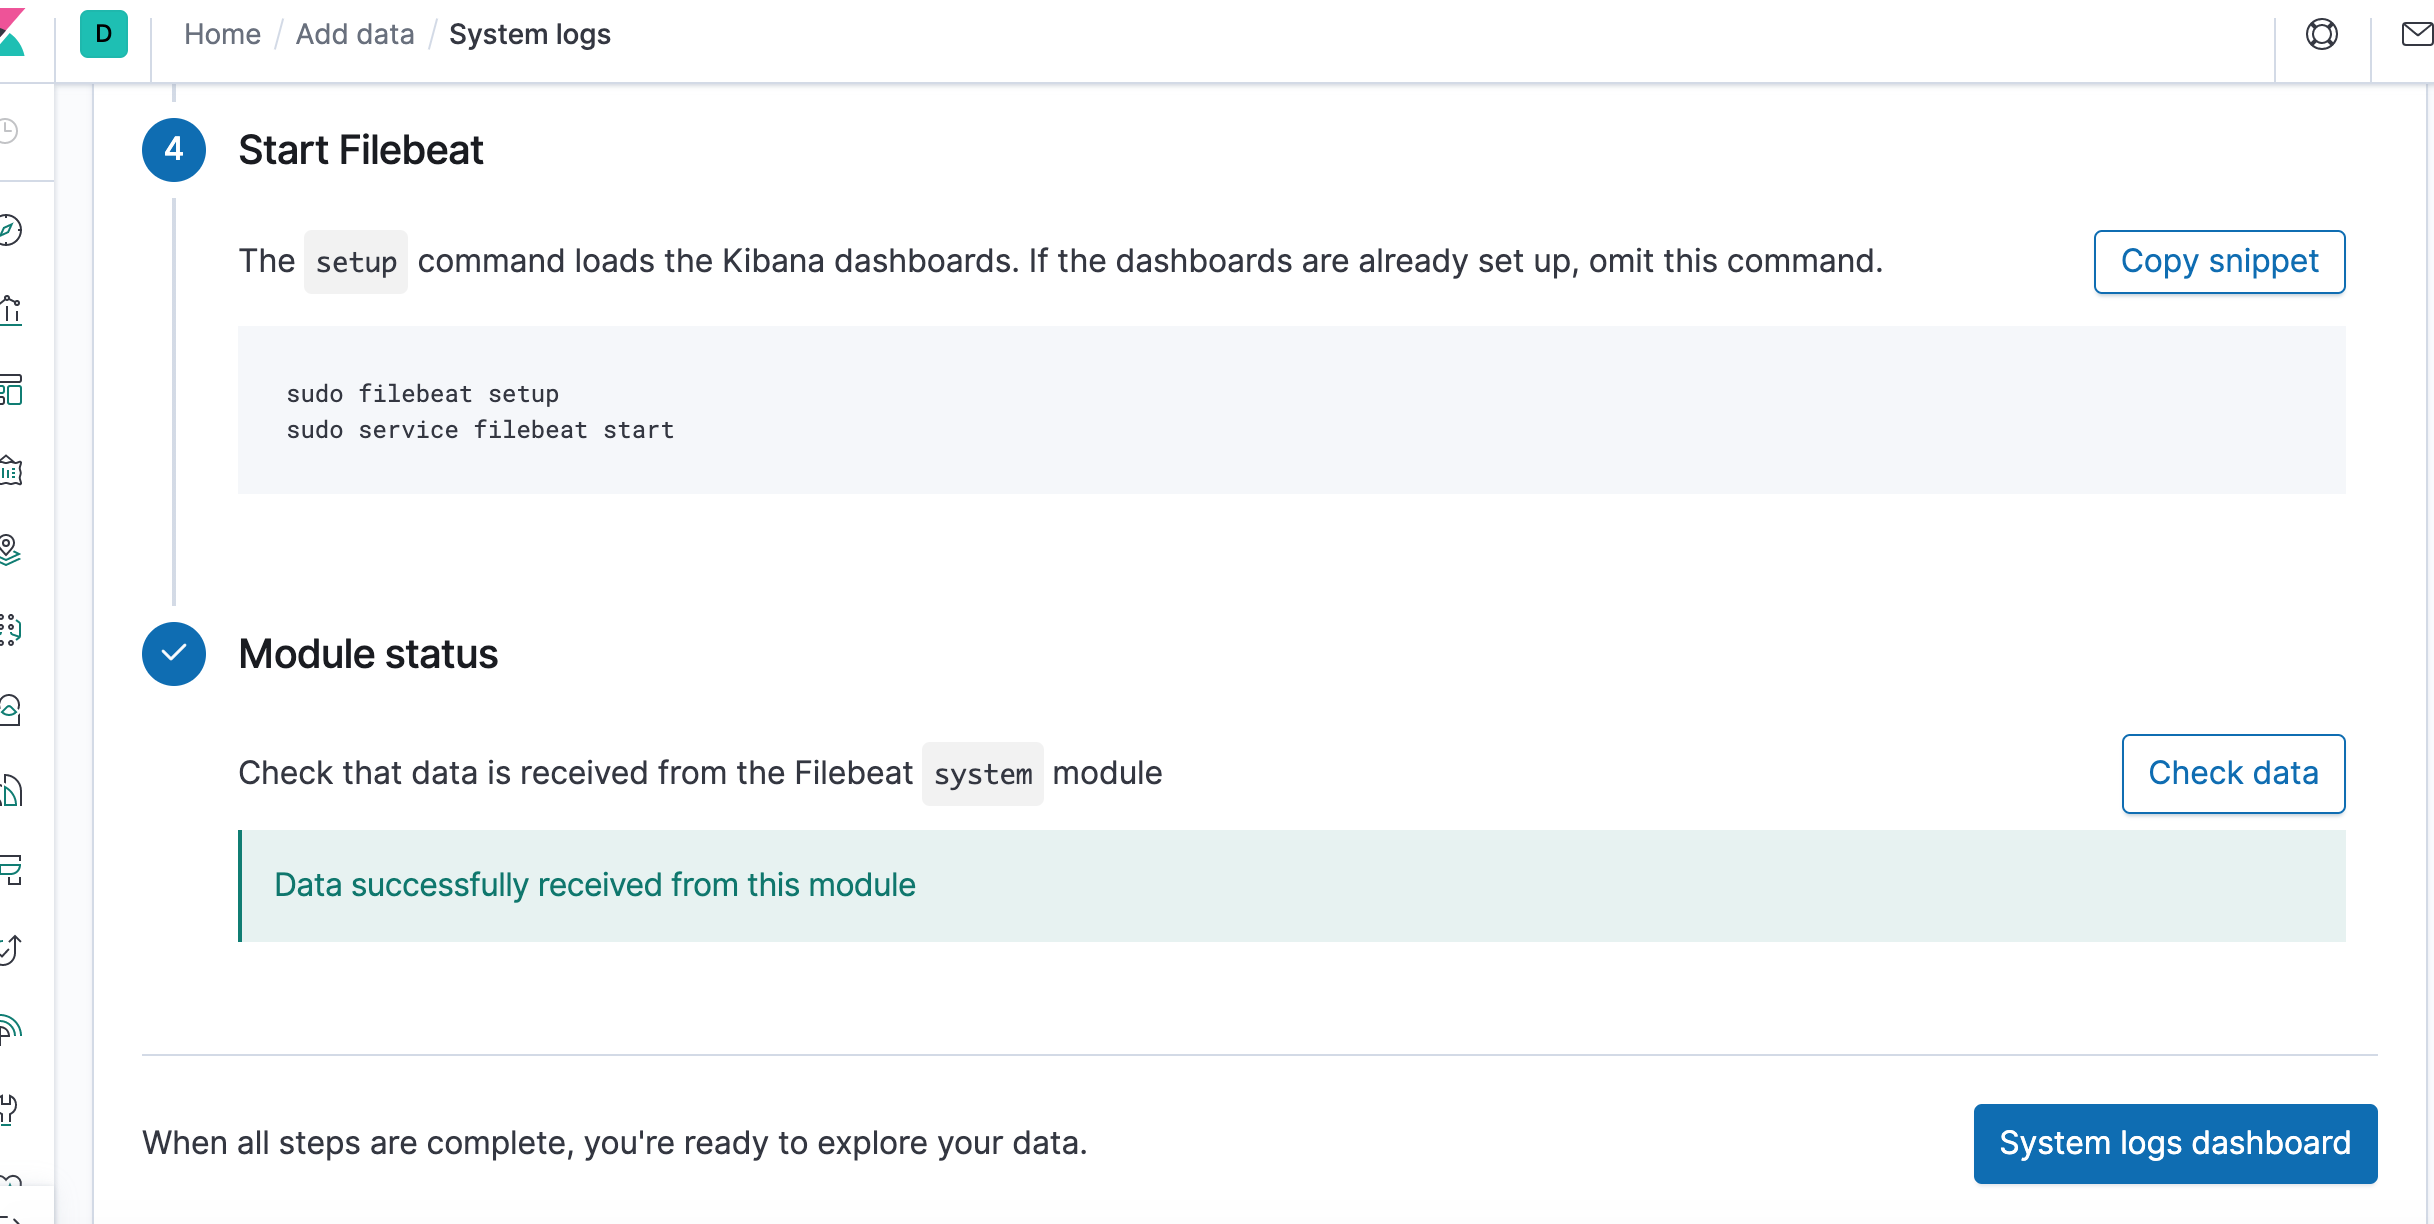 D Home / Add data / System logs
4 Start Filebeat
The setup command loads the Kibana dashboards. If the dashboards are already set up, omit this command. Copy snippet
sudo filebeat setup
sudo service filebeat start
Module status
Check that data is received from the Filebeat system module Check data
Data successfully received from this module
When all steps are complete, you're ready to explore your data. System logs dashboard